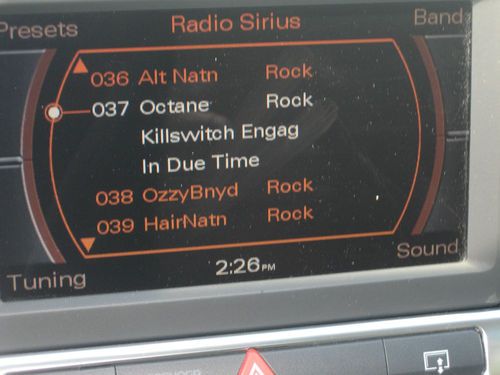 Presets Radio Sirius Band
036 Alt Natn Rock
037 Octane Rock
Killswitch Engag
In Due Time
038 OzzyBnyd Rock
039 HairNatn Rock
Tuning 2:26PM Sound